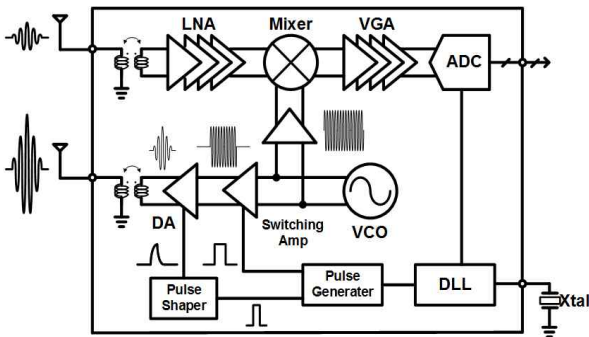 LNA
Mixer
VGA
ADC
DA
Switching
Amp
VCO
Pulse
Shaper
Pulse
Generater
DLL
Xtal